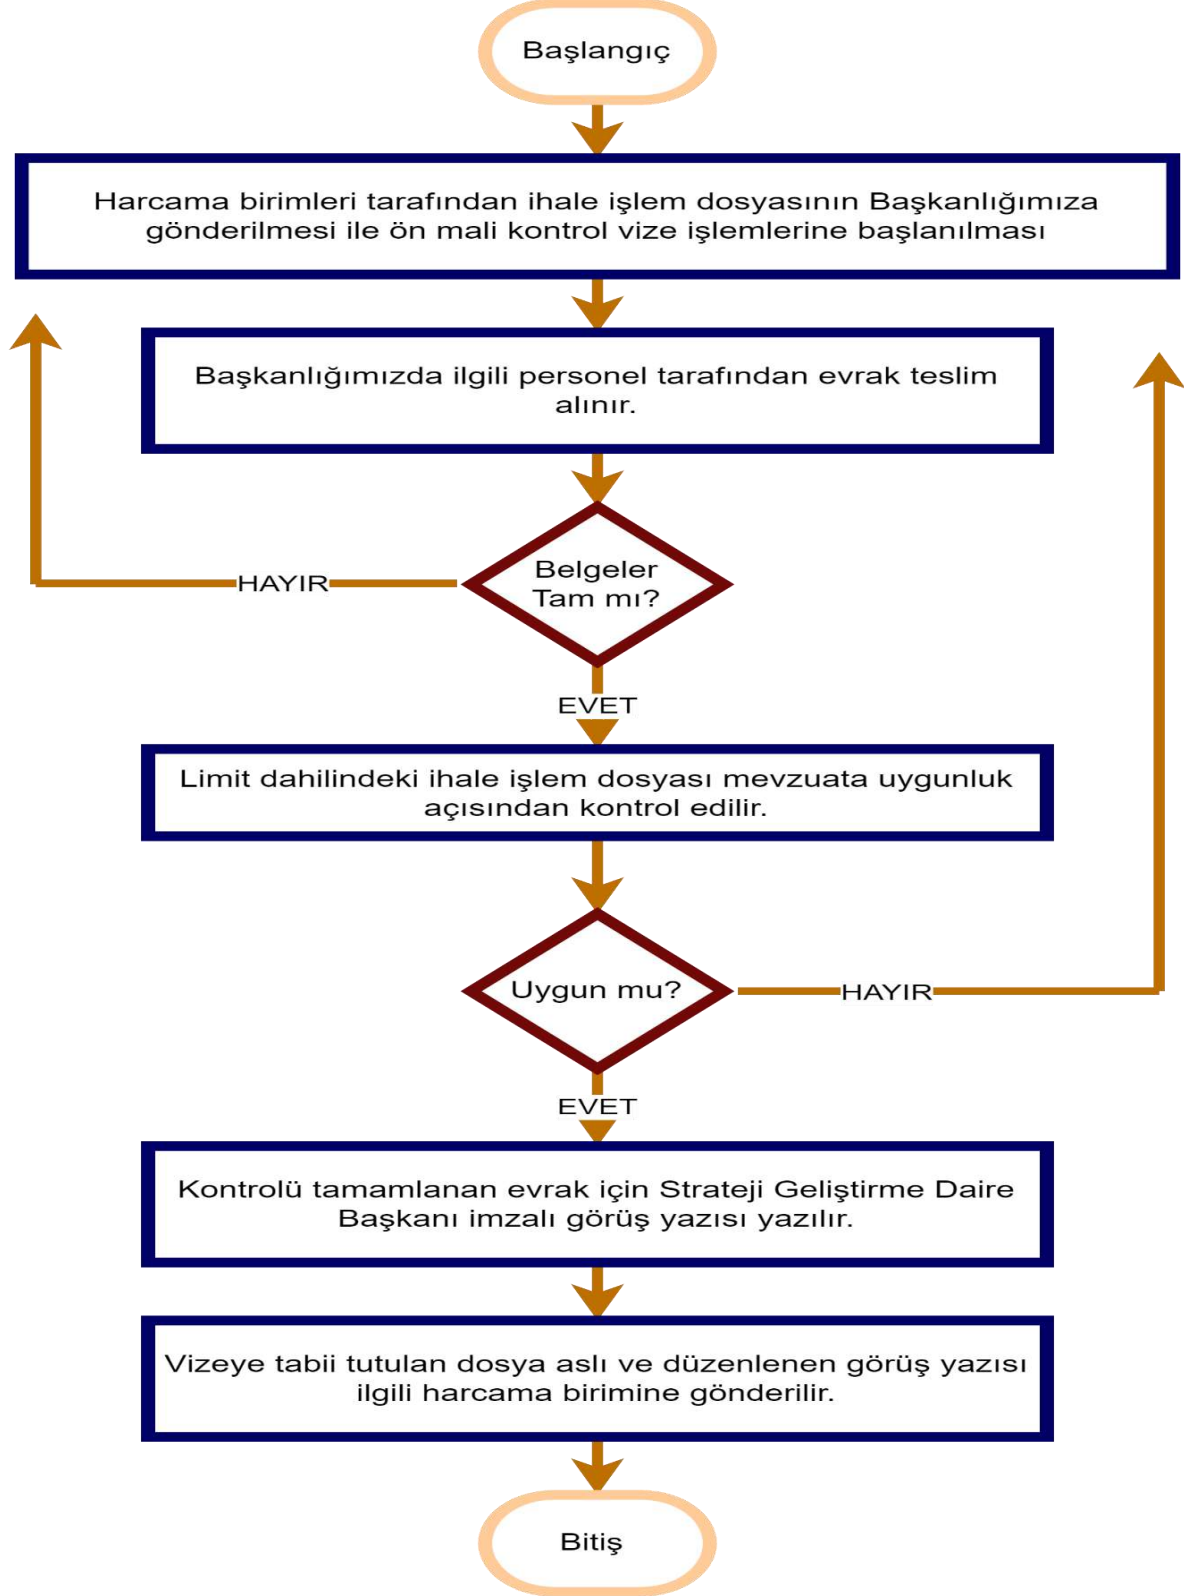 Başlangıç
Harcama birimleri tarafından ihale işlem dosyasının Başkanlığımıza
gönderilmesi ile ön mali kontrol vize işlemlerine başlanılması
Başkanlığımızda ilgili personel tarafından evrak teslim
alınır.
Belgeler
Tam mı?
HAYIR
EVET
Limit dahilindeki ihale işlem dosyası mevzuata uygunluk
açısından kontrol edilir.
Uygun mu?
HAYIR
EVET
Kontrolü tamamlanan evrak için Strateji Geliştirme Daire
Başkanı imzalı görüş yazısı yazılır.
Vizeye tabii tutulan dosya aslı ve düzenlenen görüş yazısı
ilgili harcama birimine gönderilir.
Bitiş